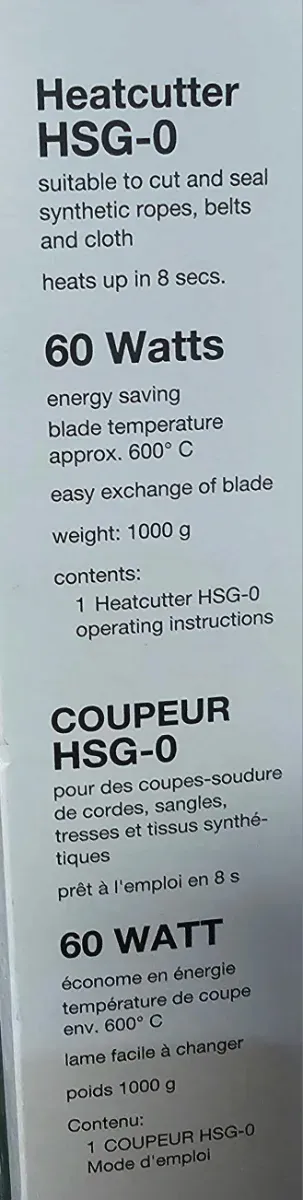 Heatcutter
HSG-0
suitable to cut and seal
synthetic ropes, belts
and cloth
heats up in 8 secs.
60 Watts
energy saving
blade temperature
approx. 600° C
easy exchange of blade
weight: 1000 g
contents:
1 Heatcutter HSG-0
operating instructions
COUPEUR
HSG-0
pour des coupes-soudure
de cordes, sangles,
tresses et tissus synthé-
tiques
prêt à l'emploi en 8 s
60 WATT
économe en énergie
température de coupe
env. 600° C
lame facile à changer
poids 1000 g
Contenu:
1 COUPEUR HSG-0
Mode d'emploi